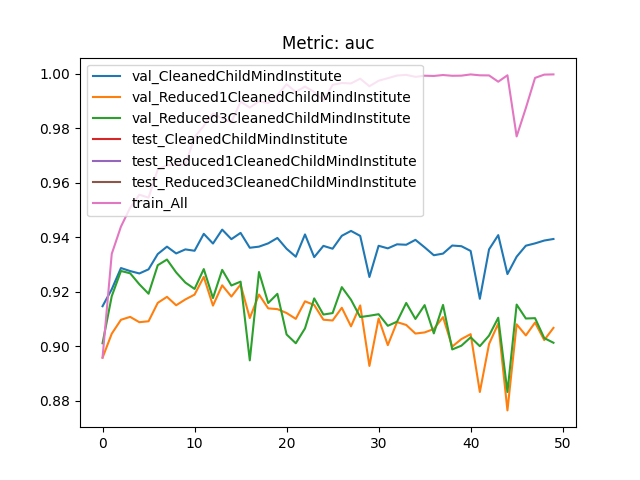 Metric: auc
1.00
0.98
0.96
0.94
0.92
0.90
0.88
val_CleanedChildMindInstitute
val_Reduced1CleanedChildMindInstitute
val_Reduced3CleanedChildMindInstitute
test_CleanedChildMindInstitute
test_Reduced1CleanedChildMindInstitute
test_Reduced3CleanedChildMindInstitute
train_All
0 10 20 30 40 50